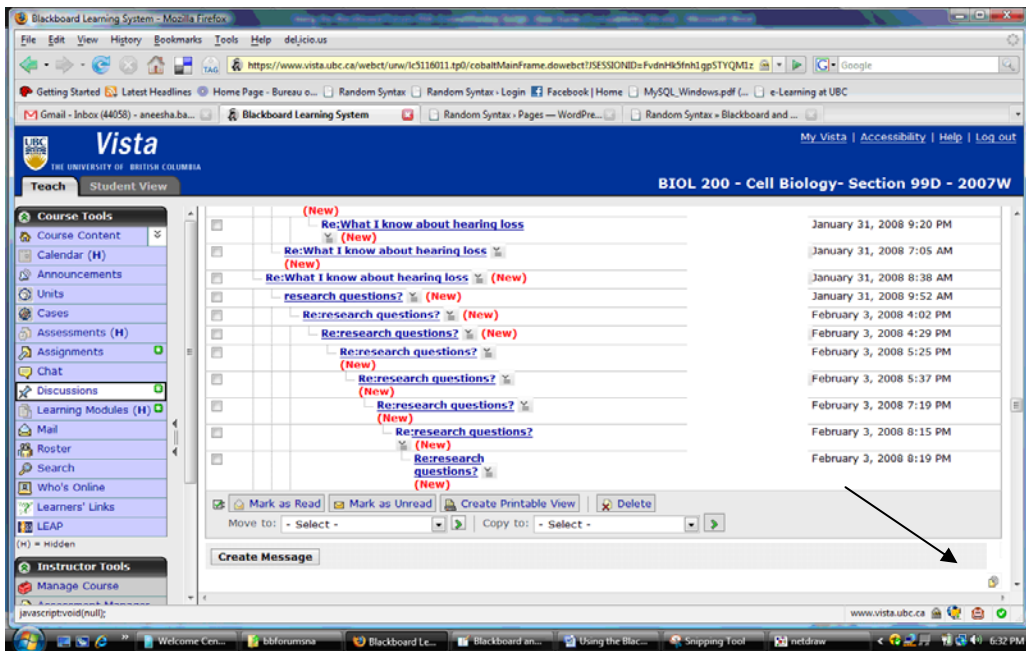 Blackboard Learning System - Mozilla Firefox
File Edit View History Bookmarks Tools Help del.icio.us
TAG https://www.vista.ubc.ca/webct/urw/lc5116011.tp0/cobaltMainFrame.dowebct?JSESSIONID=FvdnHk5fnh1gpSTYQM1z G Google
Getting Started Latest Headlines Home Page - Bureau o... Random Syntax Random Syntax › Login Facebook | Home MySQL_Windows.pdf (... e-Learning at UBC
Gmail - Inbox (44058) - aneesha.ba... Blackboard Learning System Random Syntax › Pages — WordPre... Random Syntax » Blackboard and ...
UBC Vista My Vista | Accessibility | Help | Log out
THE UNIVERSITY OF BRITISH COLUMBIA
Teach Student View BIOL 200 - Cell Biology- Section 99D - 2007W
Course Tools
Course Content
Calendar (H)
Announcements
Units
Cases
Assessments (H)
Assignments
Chat
Discussions
Learning Modules (H)
Mail
Roster
Search
Who's Online
Learners' Links
LEAP
(H) = Hidden
Instructor Tools
Manage Course
(New)
Re:What I know about hearing loss January 31, 2008 9:20 PM
(New)
Re:What I know about hearing loss January 31, 2008 7:05 AM
(New)
Re:What I know about hearing loss (New) January 31, 2008 8:38 AM
research questions? (New) January 31, 2008 9:52 AM
Re:research questions? (New) February 3, 2008 4:02 PM
Re:research questions? (New) February 3, 2008 4:29 PM
Re:research questions? February 3, 2008 5:25 PM
(New)
Re:research questions? February 3, 2008 5:37 PM
(New)
Re:research questions? February 3, 2008 7:19 PM
(New)
Re:research questions? February 3, 2008 8:15 PM
(New)
Re:research February 3, 2008 8:19 PM
questions?
(New)
Mark as Read Mark as Unread Create Printable View Delete
Move to: - Select - Copy to: - Select -
Create Message
javascript:void(null); www.vista.ubc.ca
Welcome Cen... bbforumsna Blackboard Le... Blackboard an... Using the Blac... Snipping Tool netdraw 6:32 PM